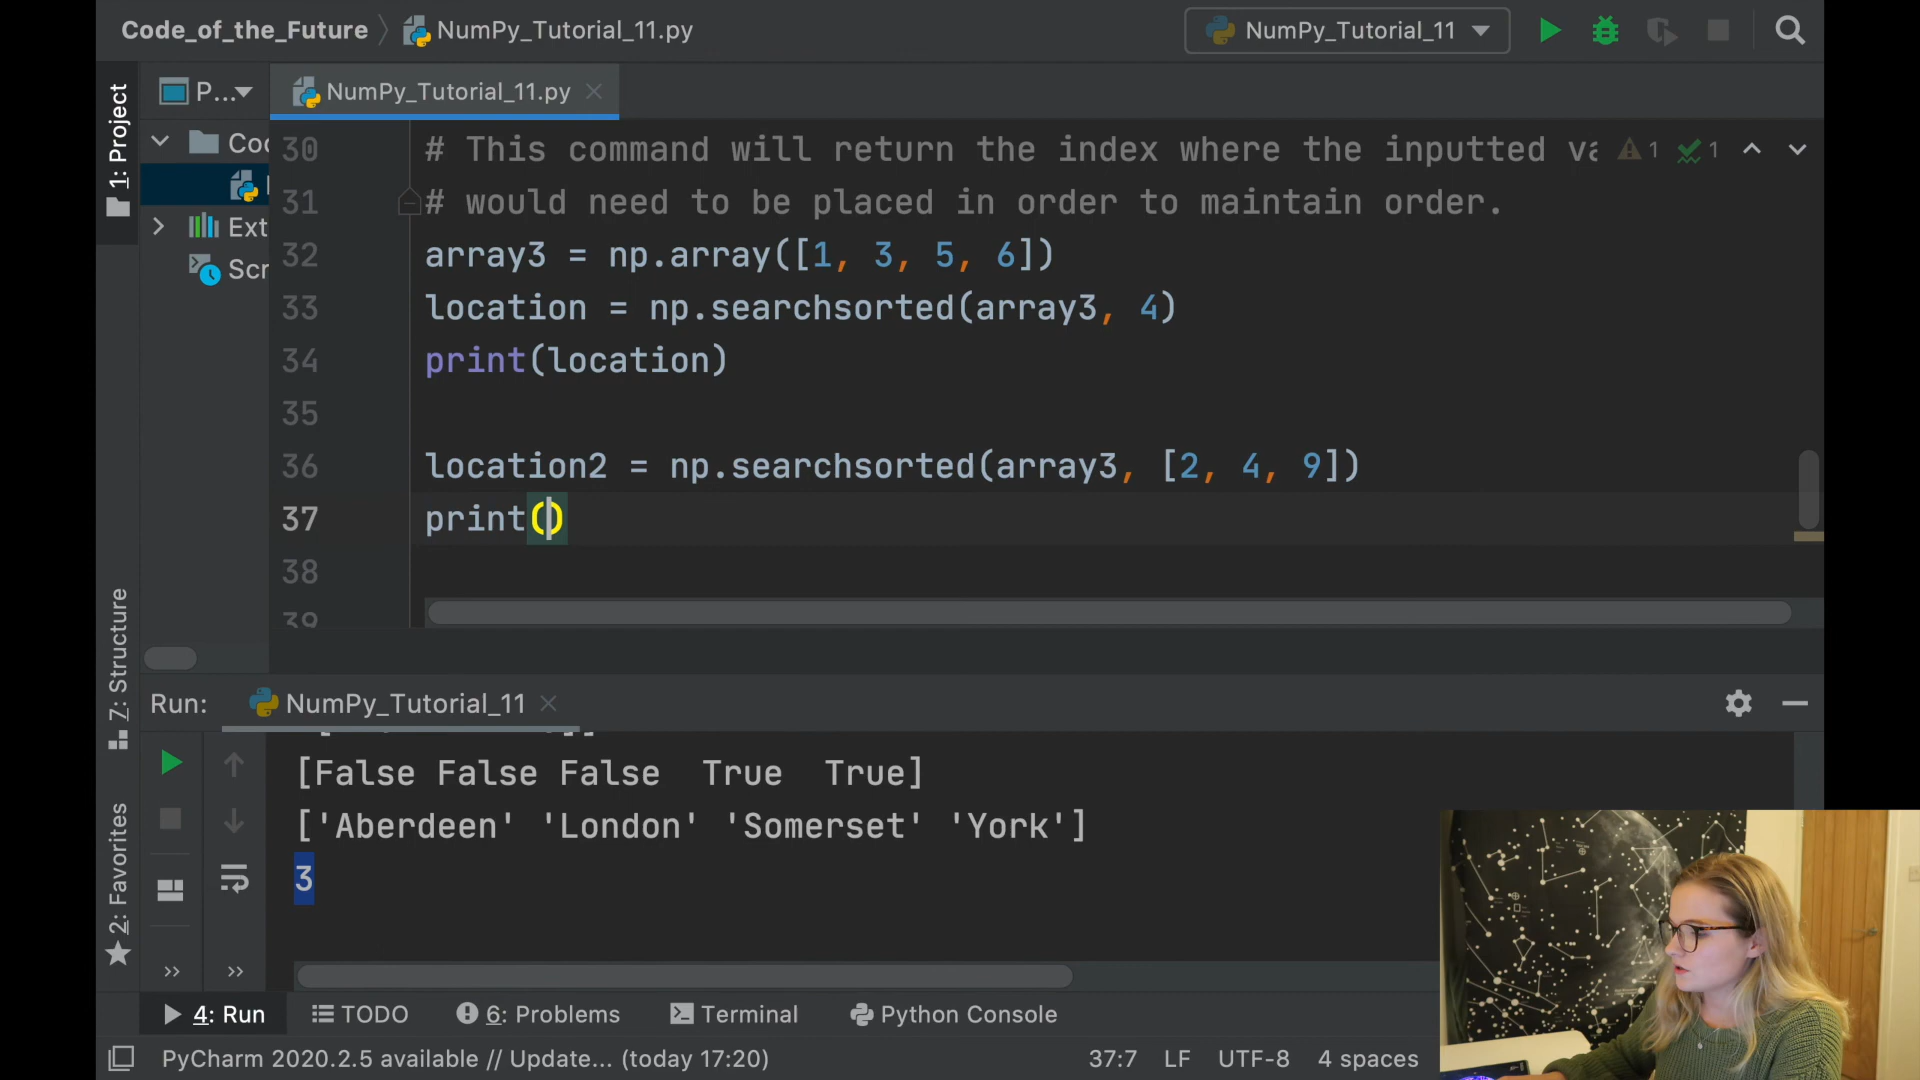 Code_of_the_Future NumPy_Tutorial_11.py NumPy_Tutorial_11
1: Project P... NumPy_Tutorial_11.py
30 # This command will return the index where the inputted va 1 1
Ext
Scr
31 # would need to be placed in order to maintain order.
32 array3 = np.array([1, 3, 5, 6])
33 location = np.searchsorted(array3, 4)
34 print(location)
35
36 location2 = np.searchsorted(array3, [2, 4, 9])
37 print()
38
39
7: Structure
Run: NumPy_Tutorial_11
[False False False  True  True]
['Aberdeen' 'London' 'Somerset' 'York']
3
2: Favorites
4: Run TODO 6: Problems Terminal Python Console
PyCharm 2020.2.5 available // Update... (today 17:20) 37:7 LF UTF-8 4 spaces